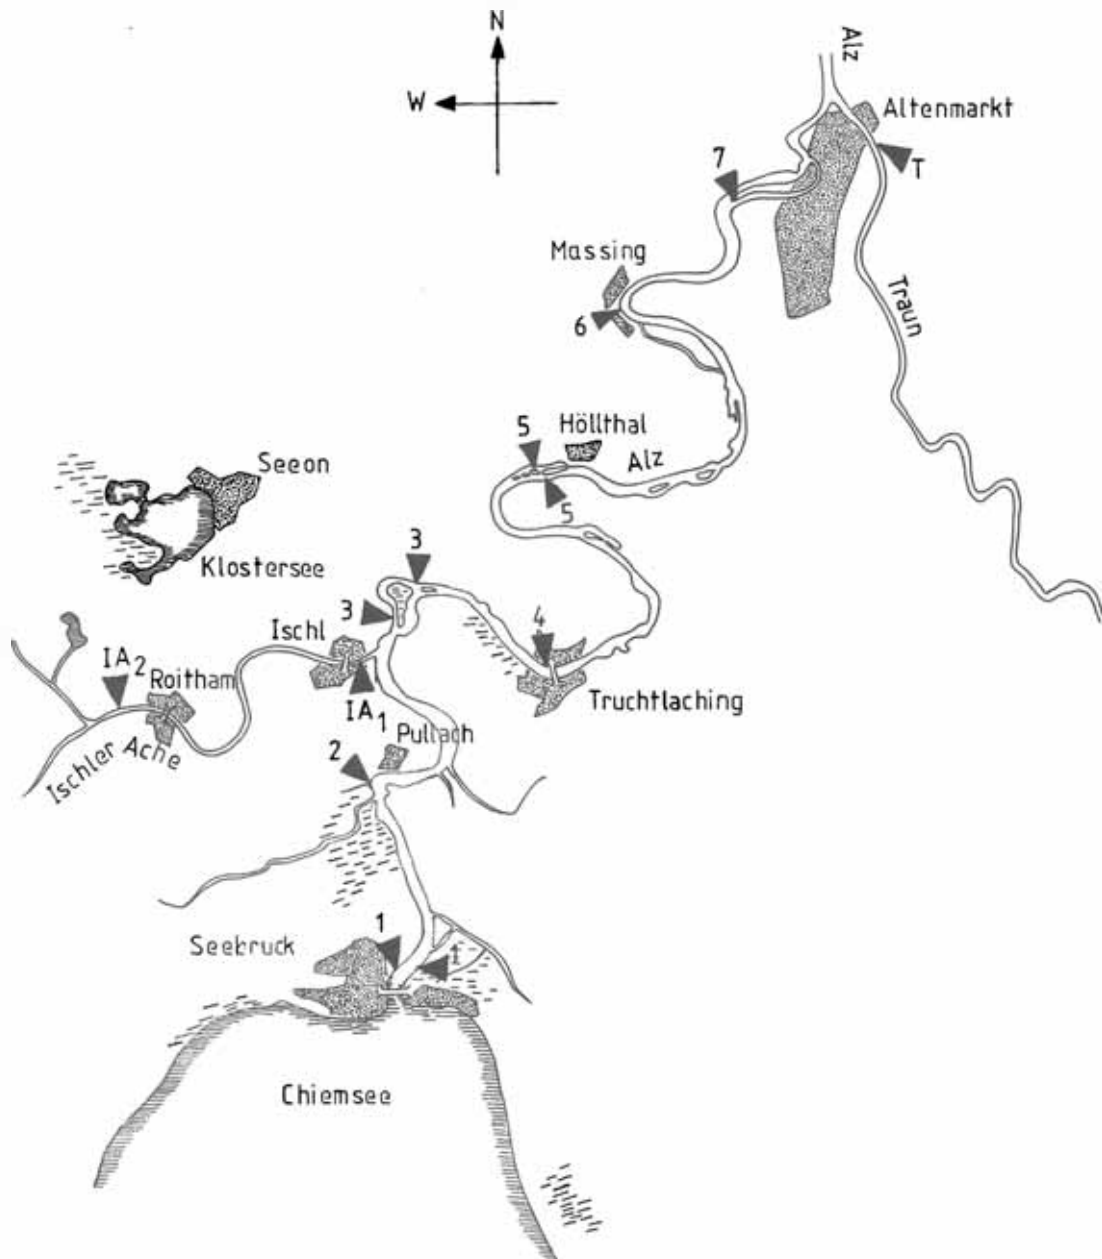 N
Alz
W
Altenmarkt
7
T
Massing
6
Traun
5
Höllthal
Alz
Seeon
5
Klostersee
3
3
Ischl
4
IA2
Roitham
IA1
Truchtlaching
Pullach
Ischler Ache
2
1
Seebruck
1
Chiemsee